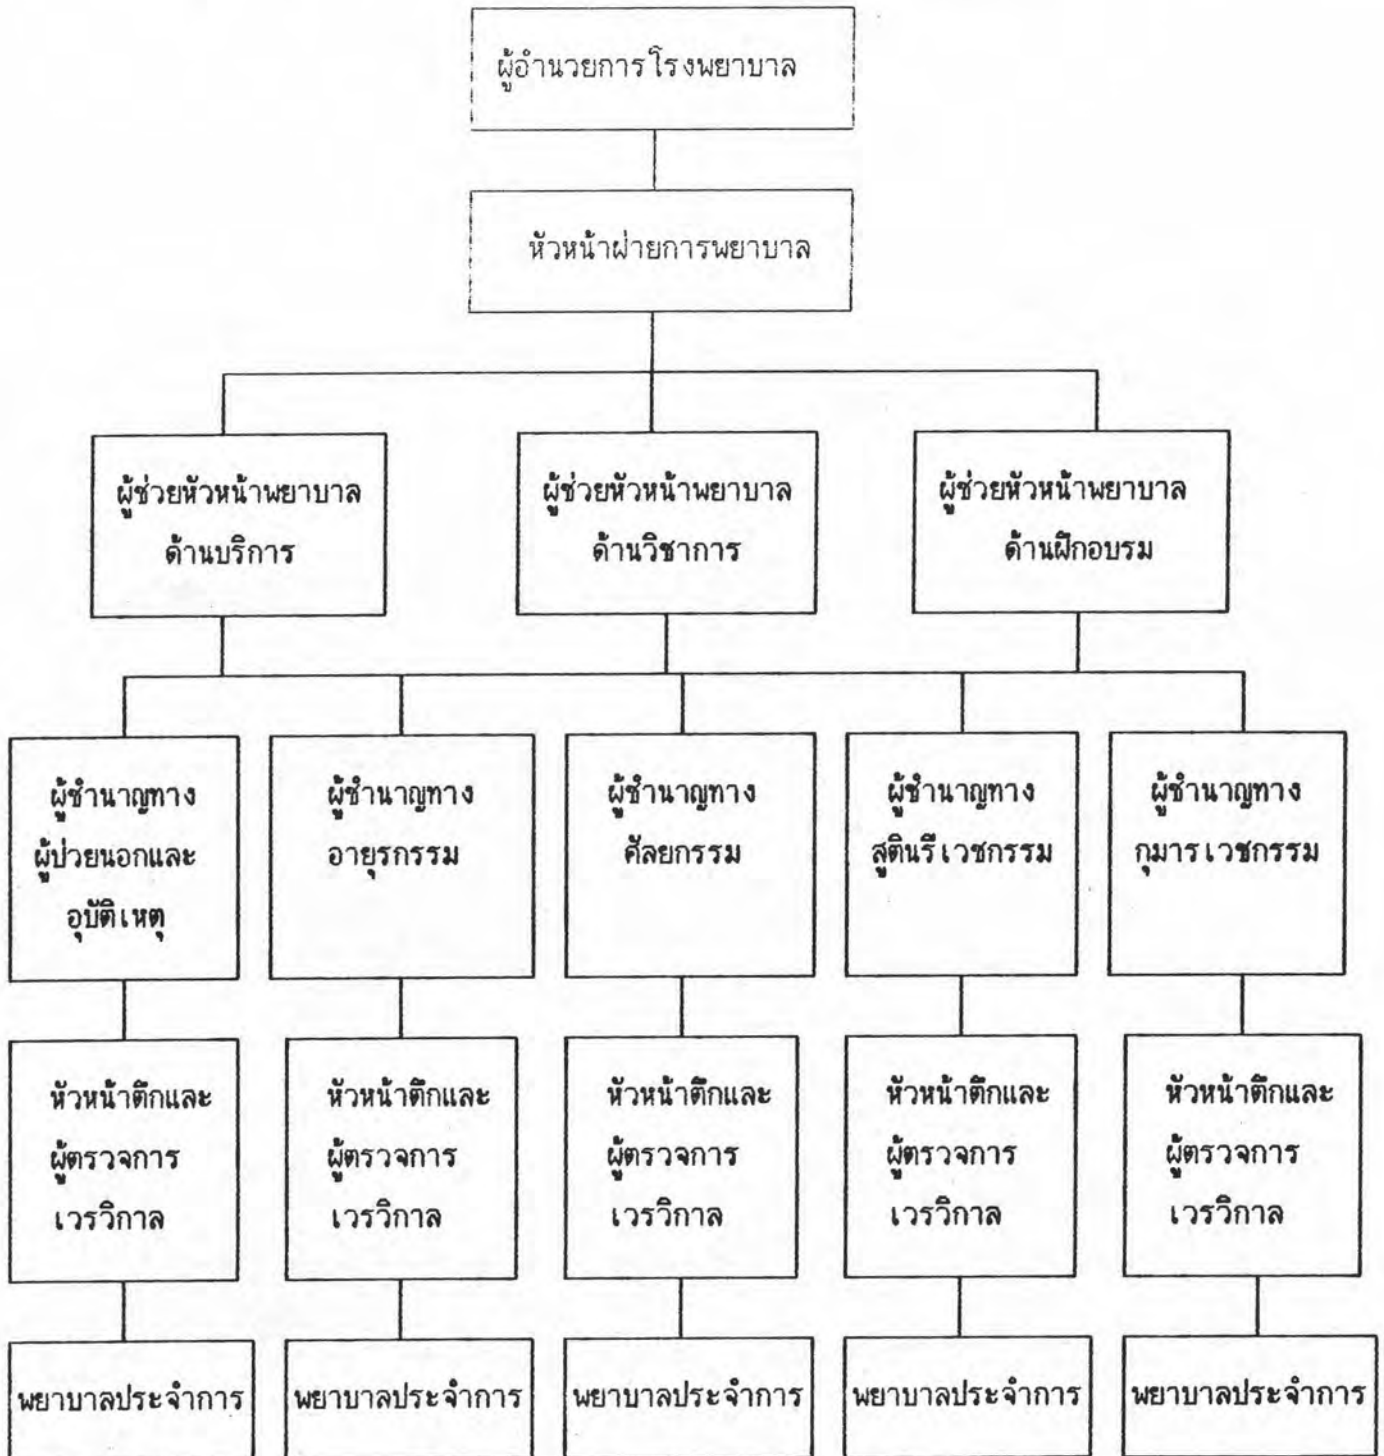 ผู้อำนวยการโรงพยาบาล
หัวหน้าฝ่ายการพยาบาล
ผู้ช่วยหัวหน้าพยาบาล
ด้านบริการ
ผู้ช่วยหัวหน้าพยาบาล
ด้านวิชาการ
ผู้ช่วยหัวหน้าพยาบาล
ด้านฝึกอบรม
ผู้ชำนาญทาง
ผู้ป่วยนอกและ
อุบัติเหตุ
ผู้ชำนาญทาง
อายุรกรรม
ผู้ชำนาญทาง
ศัลยกรรม
ผู้ชำนาญทาง
สูตินรีเวชกรรม
ผู้ชำนาญทาง
กุมารเวชกรรม
หัวหน้าตึกและ
ผู้ตรวจการ
เวรวิกาล
หัวหน้าตึกและ
ผู้ตรวจการ
เวรวิกาล
หัวหน้าตึกและ
ผู้ตรวจการ
เวรวิกาล
หัวหน้าตึกและ
ผู้ตรวจการ
เวรวิกาล
หัวหน้าตึกและ
ผู้ตรวจการ
เวรวิกาล
พยาบาลประจำการ
พยาบาลประจำการ
พยาบาลประจำการ
พยาบาลประจำการ
พยาบาลประจำการ